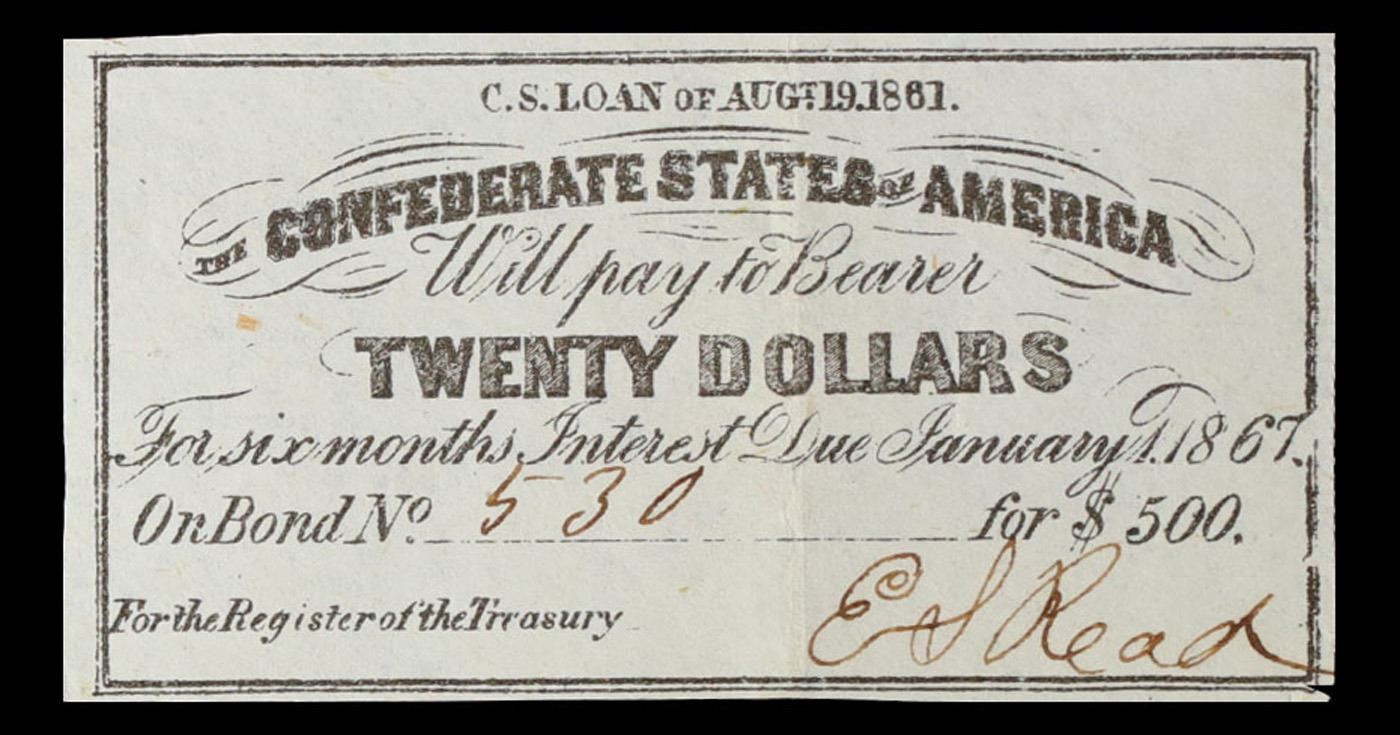 C.S. LOAN OF AUGT. 19.1861.
THE CONFEDERATE STATES OF AMERICA
Will pay to Bearer
TWENTY DOLLARS
For six months Interest Due January 1. 1867.
On Bond No. 530 for $ 500.
For the Register of the Treasury E S Read